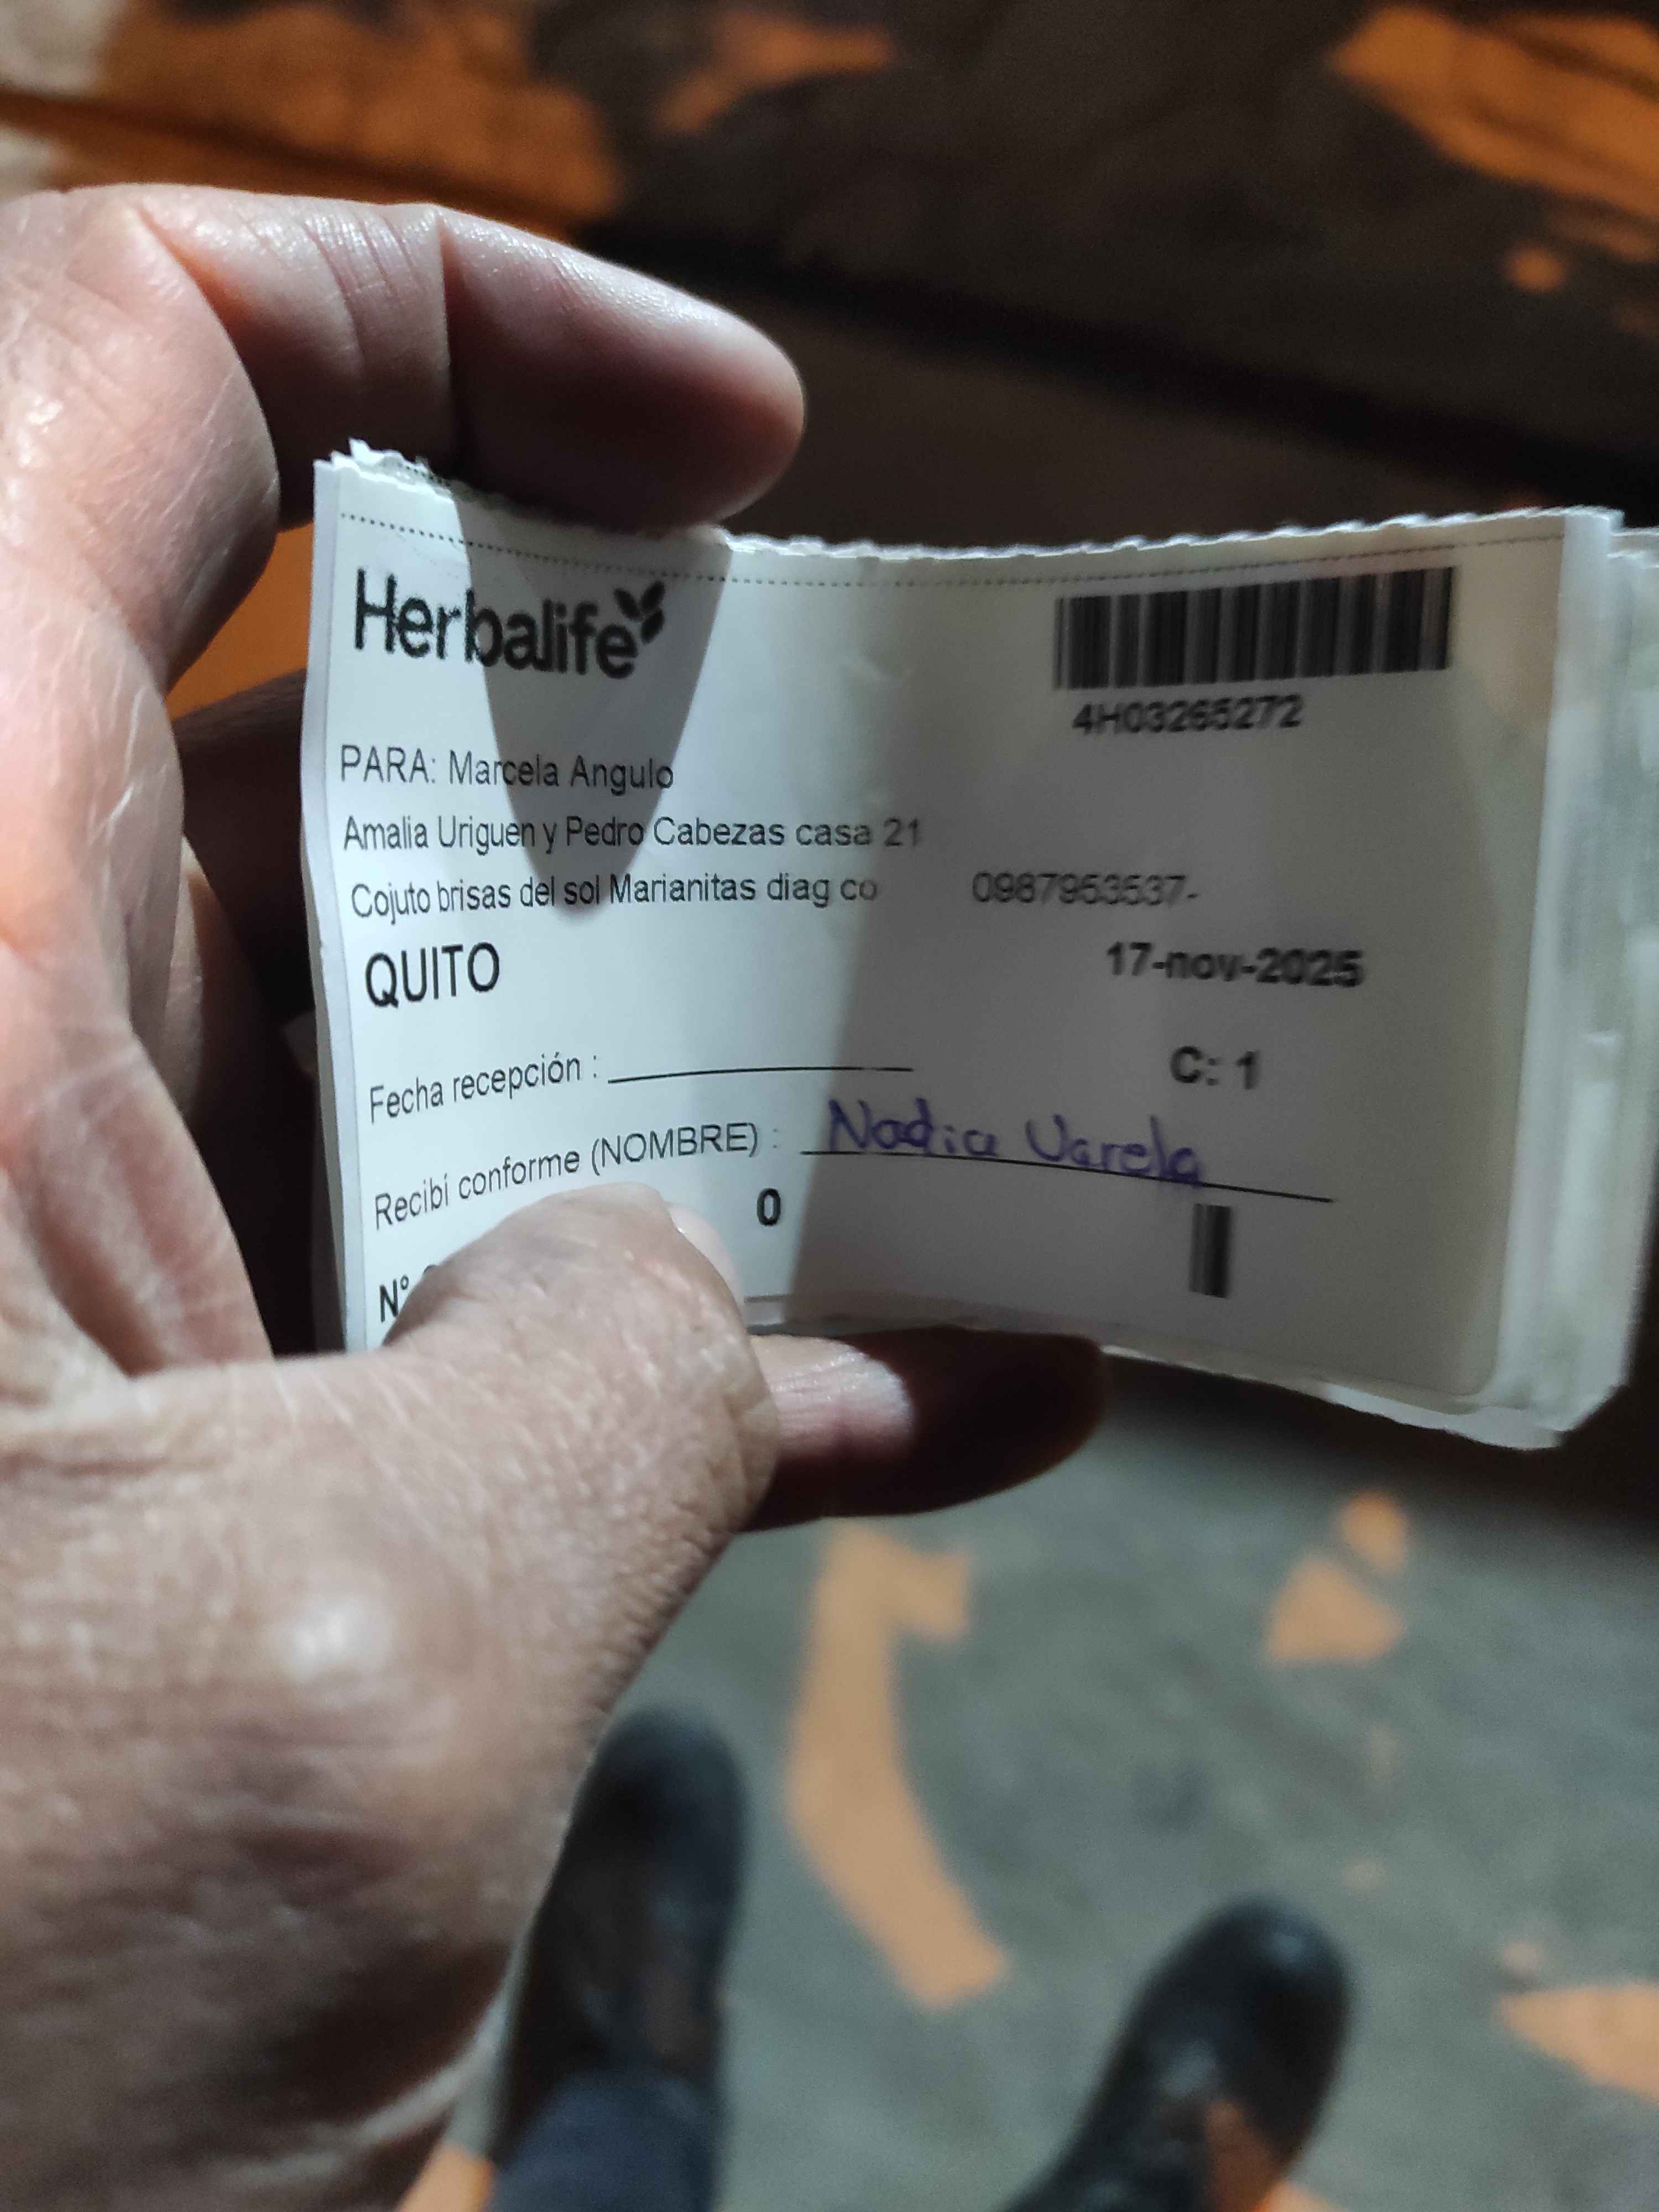 Herbalife
4H03265272
PARA: Marcela Angulo
Amalia Uriguen y Pedro Cabezas casa 21
Cojuto brisas del sol Marianitas diag co 0987953537-
QUITO
17-nov-2025
Fecha recepción :
C: 1
Recibí conforme (NOMBRE) : Nadia Varela
0
N°